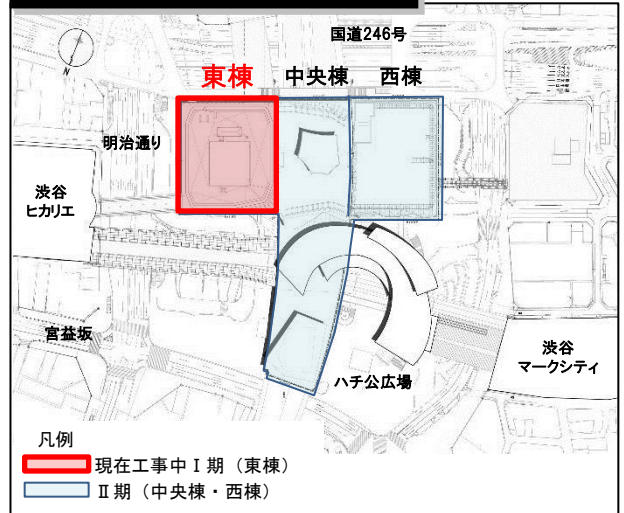 国道246号
東棟 中央棟 西棟
明治通り
渋谷
ヒカリエ
宮益坂
渋谷
マークシティ
ハチ公広場
N
凡例
現在工事中Ⅰ期（東棟）
Ⅱ期（中央棟・西棟）